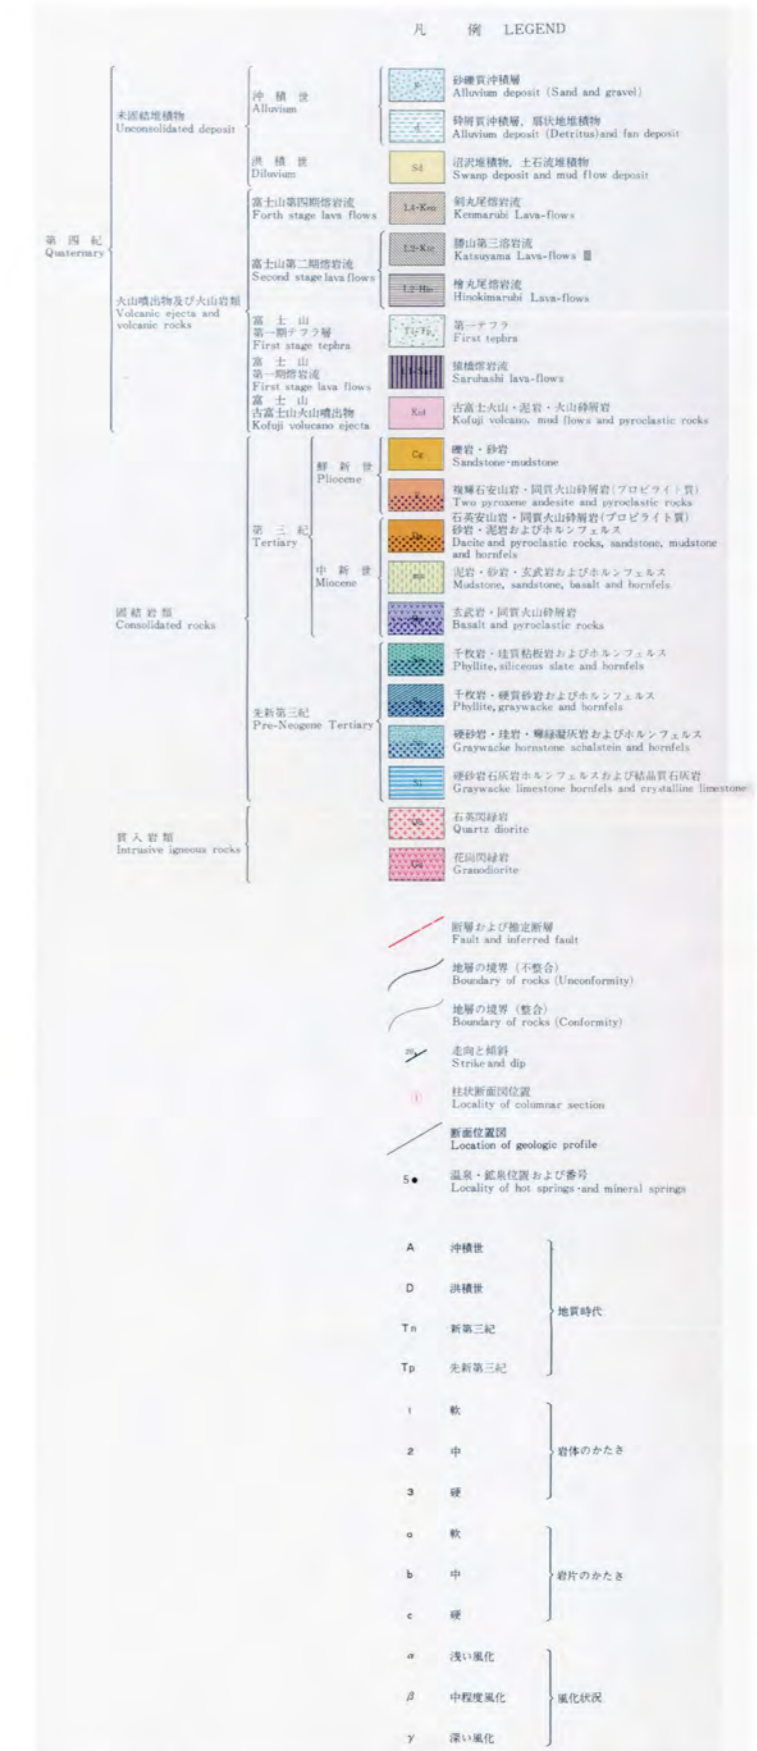 凡 例 LEGEND
第四紀
Quaternary
未固結堆積物
Unconsolidated deposit
沖積世
Alluvium
砂礫質沖積層
Alluvium deposit (Sand and gravel)
d
砕屑質沖積層，扇状地堆積物
Alluvium deposit (Detritus)and fan deposit
洪積世
Diluvium
Sd
沼沢堆積物，土石流堆積物
Swanp deposit and mud flow deposit
火山噴出物及び火山岩類
Volcanic ejecta and
volcanic rocks
富士山第四期熔岩流
Forth stage lava flows
L4-Ken
剣丸尾熔岩流
Kenmarubi Lava-flows
富士山第二期熔岩流
Second stage lava flows
勝山第三溶岩流
Katsuyama Lava-flows
檜丸尾熔岩流
Hinokimarubi Lava-flows
富士山
第一期テフラ層
First stage tephra
第一テフラ
First tephra
富士山
第一期熔岩流
First stage lava flows
猿橋熔岩流
Saruhashi lava-flows
富士山
古富士火山噴出物
Kofuji volucano ejecta
古富士火山・泥岩・火山砕屑岩
Kofuji volcano, mud flows and pyroclastic rocks
固結岩類
Consolidated rocks
第三紀
Tertiary
鮮新世
Pliocene
Cg
礫岩・砂岩
Sandstone·mudstone
複輝石安山岩・同質火山砕屑岩(プロピライト質)
Two pyroxene andesite and pyroclastic rocks
中新世
Miocene
石英安山岩・同質火山砕屑岩(プロピライト質)
砂岩・泥岩およびホルンフェルス
Dacite and pyroclastic rocks, sandstone, mudstone
and hornfels
泥岩・砂岩・玄武岩およびホルンフェルス
Mudstone, sandstone, basalt and hornfels
玄武岩・同質火山砕屑岩
Basalt and pyroclastic rocks
先新第三紀
Pre-Neogene Tertiary
千枚岩・珪質粘板岩およびホルンフェルス
Phyllite, siliceous slate and hornfels
千枚岩・硬質砂岩およびホルンフェルス
Phyllite, graywacke and hornfels
硬砂岩・珪岩・輝緑凝灰岩およびホルンフェルス
Graywacke hornstone schalstein and hornfels
硬砂岩石灰岩ホルンフェルスおよび結晶質石灰岩
Graywacke limestone hornfels and crystalline limestone
貫入岩類
Intrusive igneous rocks
石英閃緑岩
Quartz diorite
花崗閃緑岩
Granodiorite
断層および推定断層
Fault and inferred fault
地層の境界 (不整合)
Boundary of rocks (Unconformity)
地層の境界 (整合)
Boundary of rocks (Conformity)
20
走向と傾斜
Strike and dip
①
柱状断面図位置
Locality of columnar section
断面位置図
Location of geologic profile
5●
温泉・鉱泉位置および番号
Locality of hot springs·and mineral springs
A 沖積世
D 洪積世
Tn 新第三紀
Tp 先新第三紀
地質時代
1 軟
2 中
3 硬
岩体のかたさ
a 軟
b 中
c 硬
岩片のかたさ
α 浅い風化
β 中程度風化
γ 深い風化
風化状況